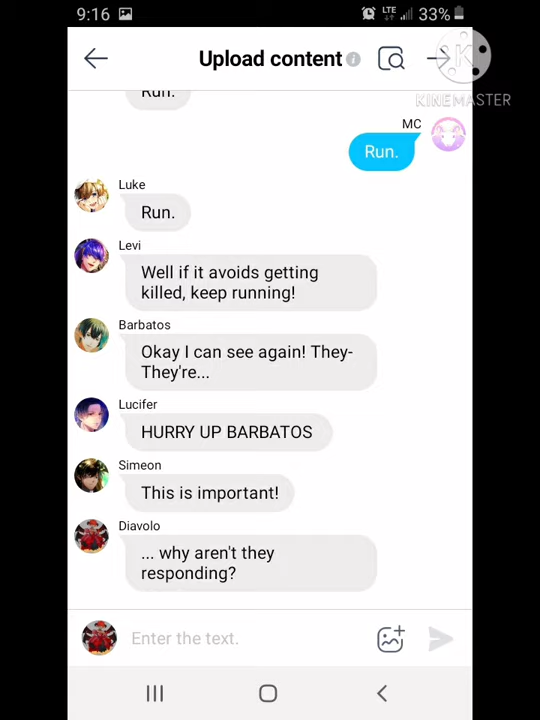 9:16
LTE
33%
Upload content
K
KINEMASTER
Run.
MC
Run.
Luke
Run.
Levi
Well if it avoids getting
killed, keep running!
Barbatos
Okay I can see again! They-
They're...
Lucifer
HURRY UP BARBATOS
Simeon
This is important!
Diavolo
... why aren't they
responding?
Enter the text.